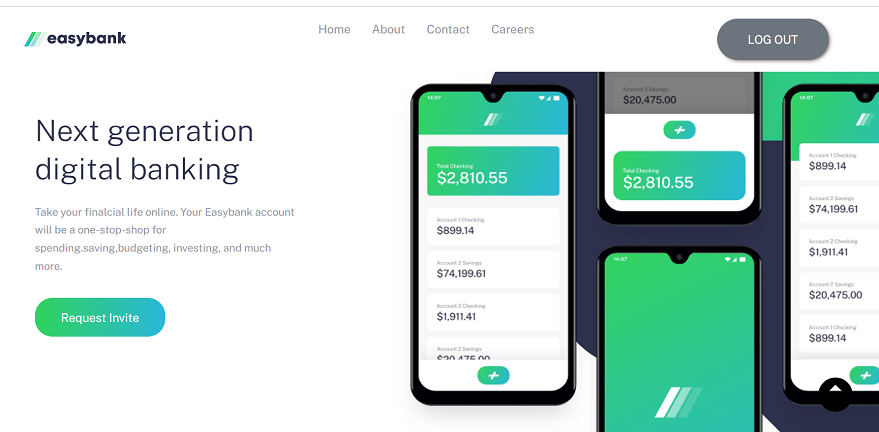 easybank
Home About Contact Careers
LOG OUT
Next generation
digital banking
Take your finalcial life online. Your Easybank account
will be a one-stop-shop for
spending,saving,budgeting, investing, and much
more.
Request Invite
14:07
Total Checking
$2,810.55
Account 1 Checking
$899.14
Account 2 Savings
$74,199.61
Account 2 Checking
$1,911.41
Account 2 Savings
$20,475.00
Account 2 Savings
$20,475.00
Total Checking
$2,810.55
14:07
14:07
Account 1 Checking
$899.14
Account 2 Savings
$74,199.61
Account 2 Checking
$1,911.41
Account 2 Savings
$20,475.00
Account 1 Checking
$899.14